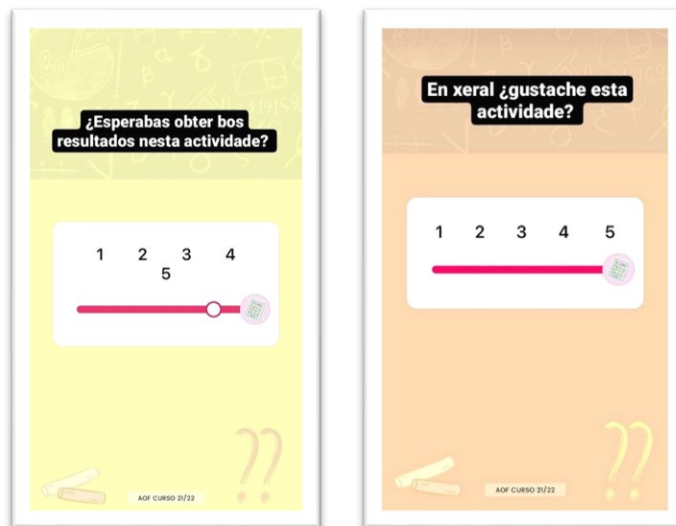 ¿Esperabas obter bos
resultados nesta actividade?
1 2 3 4
5
AOF CURSO 21/22
En xeral ¿gustache esta
actividade?
1 2 3 4 5
AOF CURSO 21/22